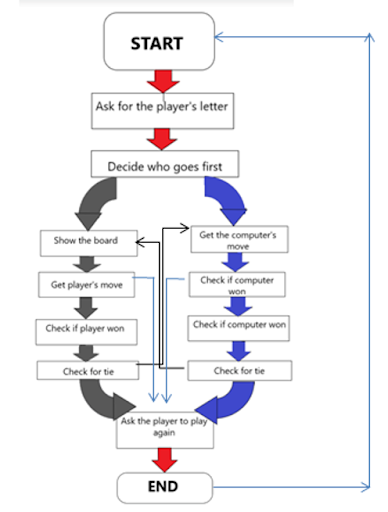 START
Ask for the player's letter
Decide who goes first
Show the board
Get player's move
Check if player won
Check for tie
Get the computer's
move
Check if computer
won
Check if computer won
Check for tie
Ask the player to play
again
END